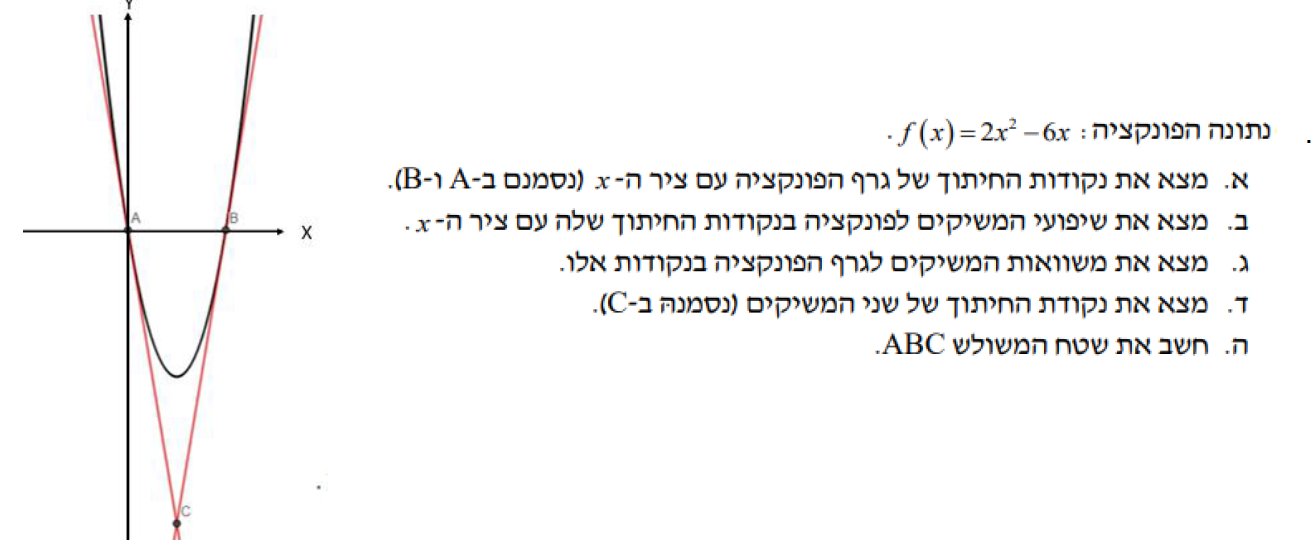 Y
A
B
X
C
נתונה הפונקציה: f(x)=2x²−6x.
א. מצא את נקודות החיתוך של גרף הפונקציה עם ציר ה-x (נסמנם ב-A ו-B).
ב. מצא את שיפועי המשיקים לפונקציה בנקודות החיתוך שלה עם ציר ה-x.
ג. מצא את משוואות המשיקים לגרף הפונקציה בנקודות אלו.
ד. מצא את נקודת החיתוך של שני המשיקים (נסמנהּ ב-C).
ה. חשב את שטח המשולש ABC.